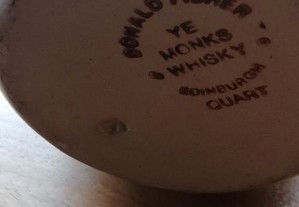 DONALD FISHER
YE
MONKS
WHISKY
EDINBURGH
QUART